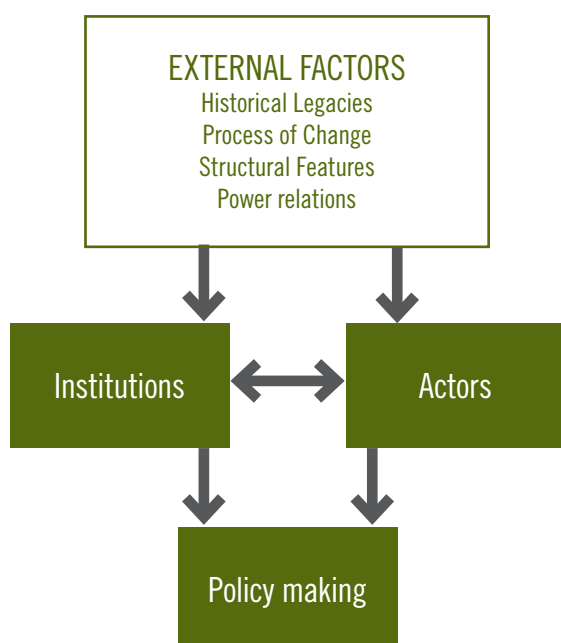 EXTERNAL FACTORS
Historical Legacies
Process of Change
Structural Features
Power relations
Institutions
Actors
Policy making